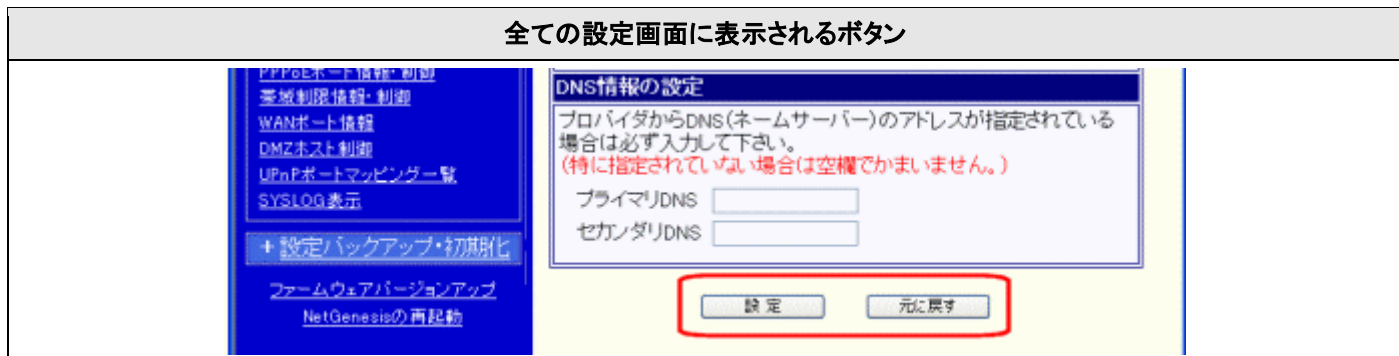 全ての設定画面に表示されるボタン
PPPoEポート情報・制御
帯域制限情報・制御
WANポート情報
DMZホスト制御
UPnPポートマッピング一覧
SYSLOG表示
+ 設定バックアップ・初期化
ファームウェアバージョンアップ
NetGenesisの再起動
DNS情報の設定
プロバイダからDNS(ネームサーバー)のアドレスが指定されている
場合は必ず入力して下さい。
(特に指定されていない場合は空欄でかまいません。)
プライマリDNS
セカンダリDNS
設 定
元に戻す